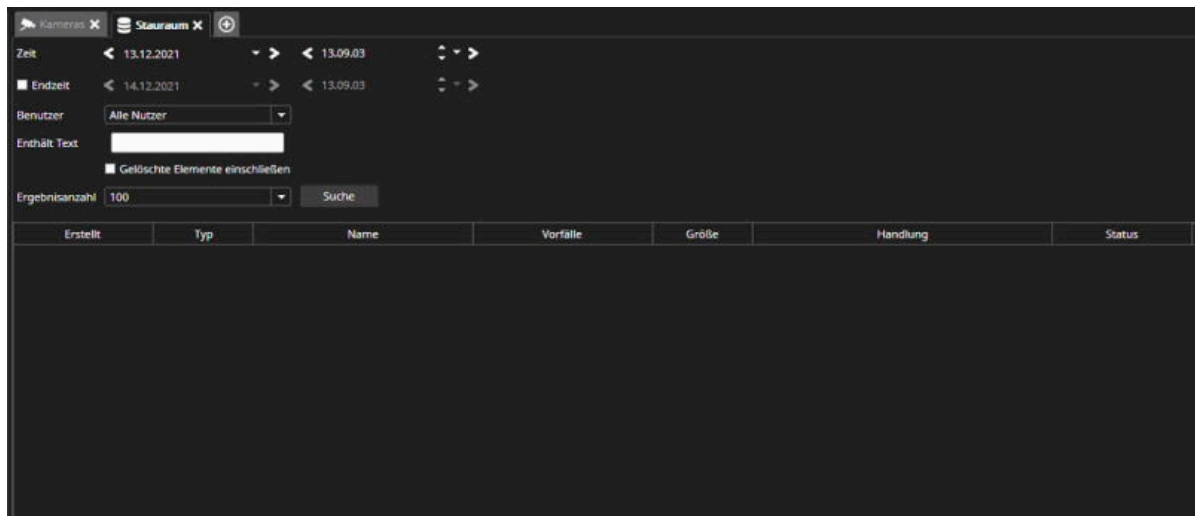 Kameras Stauraum
Zeit 13.12.2021 13.09.03
Endzeit 14.12.2021 13.09.03
Benutzer Alle Nutzer
Enthält Text
Gelöschte Elemente einschließen
Ergebnisanzahl 100 Suche
Erstellt Typ Name Vorfälle Größe Handlung Status